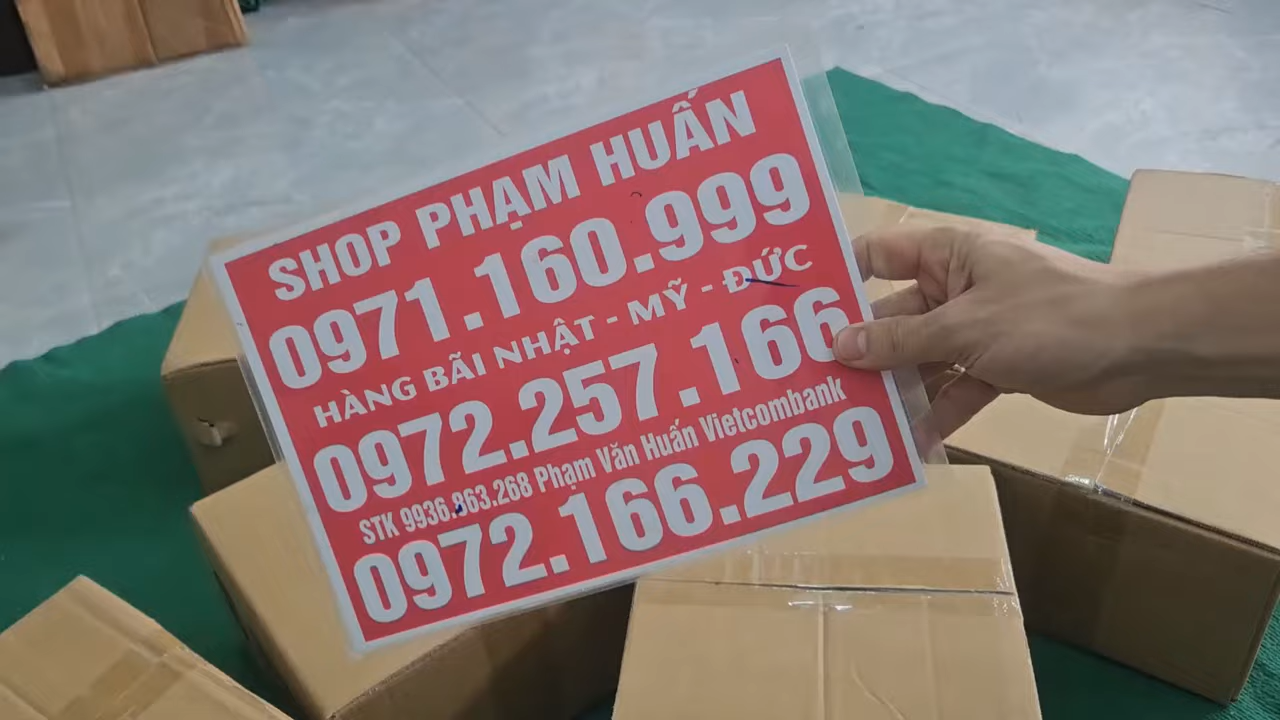 SHOP PHẠM HUẤN
0971.160.999
HÀNG BÃI NHẬT - MỸ - ĐỨC
0972.257.166
STK 9936.863.268 Phạm Văn Huấn Vietcombank
0972.166.229